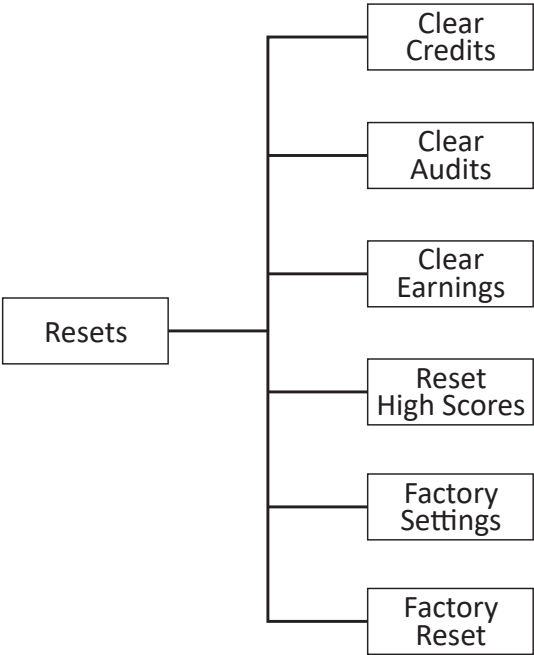 Clear
Credits
Clear
Audits
Clear
Earnings
Resets
Reset
High Scores
Factory
Settings
Factory
Reset